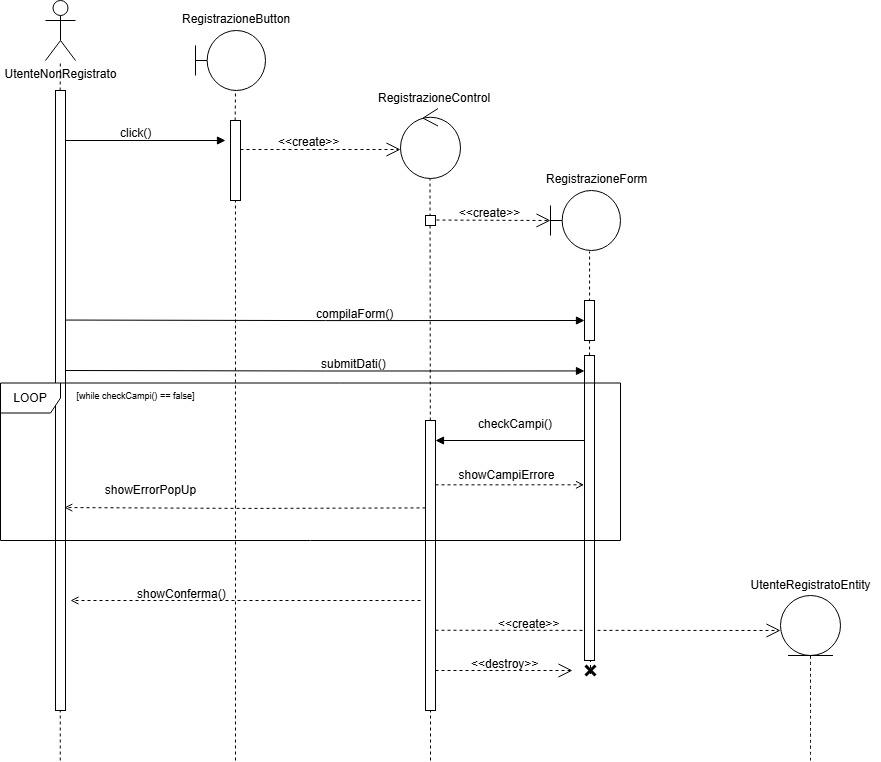 RegistrazioneButton
UtenteNonRegistrato
RegistrazioneControl
click()
<<create>>
RegistrazioneForm
<<create>>
compilaForm()
submitDati()
LOOP
[while checkCampi() == false]
checkCampi()
showCampiErrore
showErrorPopUp
UtenteRegistratoEntity
showConferma()
<<create>>
<<destroy>>